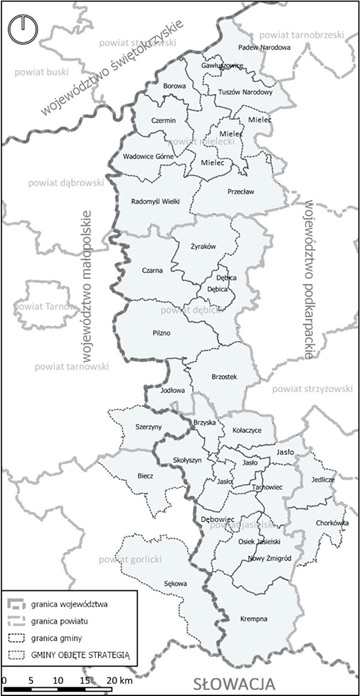 województwo świętokrzyskie
powiat staszowski
powiat tarnobrzeski
powiat buski
Padew Narodowa
Gawłuszowice
Borowa
Tuszów Narodowy
Czermin
Mielec
Mielec
powiat mielecki
Wadowice Górne
Mielec
powiat dąbrowski
Przecław
Radomyśl Wielki
województwo małopolskie
województwo podkarpackie
Żyraków
Czarna
Dębica
Dębica
powiat Tarnów
powiat dębicki
Pilzno
powiat tarnowski
Brzostek
Jodłowa
powiat strzyżowski
Szerzyny
Brzyska
Kołaczyce
Jasło
Skołyszyn
Jasło
Biecz
Jasło
Tarnowiec
Jedlicze
Dębowiec
powiat jasielski
Chorkówka
Osiek Jasielski
powiat gorlicki
Nowy Żmigród
Sękowa
Krempna
granica województwa
granica powiatu
granica gminy
GMINY OBJĘTE STRATEGIĄ
0 5 10 15 20 km
SŁOWACJA